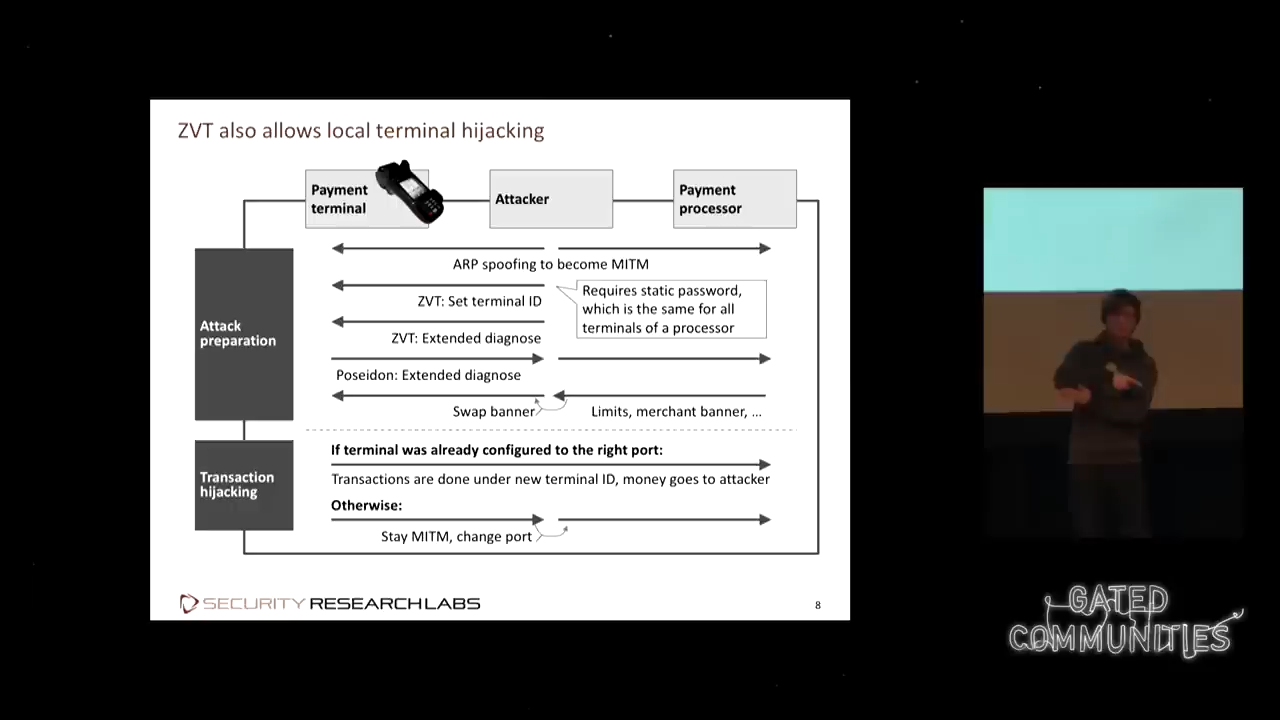 ZVT also allows local terminal hijacking
Payment
terminal
Attacker
Payment
processor
ARP spoofing to become MITM
Attack
preparation
ZVT: Set terminal ID
Requires static password,
which is the same for all
terminals of a processor
ZVT: Extended diagnose
Poseidon: Extended diagnose
Swap banner
Limits, merchant banner, …
Transaction
hijacking
If terminal was already configured to the right port:
Transactions are done under new terminal ID, money goes to attacker
Otherwise:
Stay MITM, change port
SECURITY RESEARCH LABS
8
GATED
COMMUNITIES